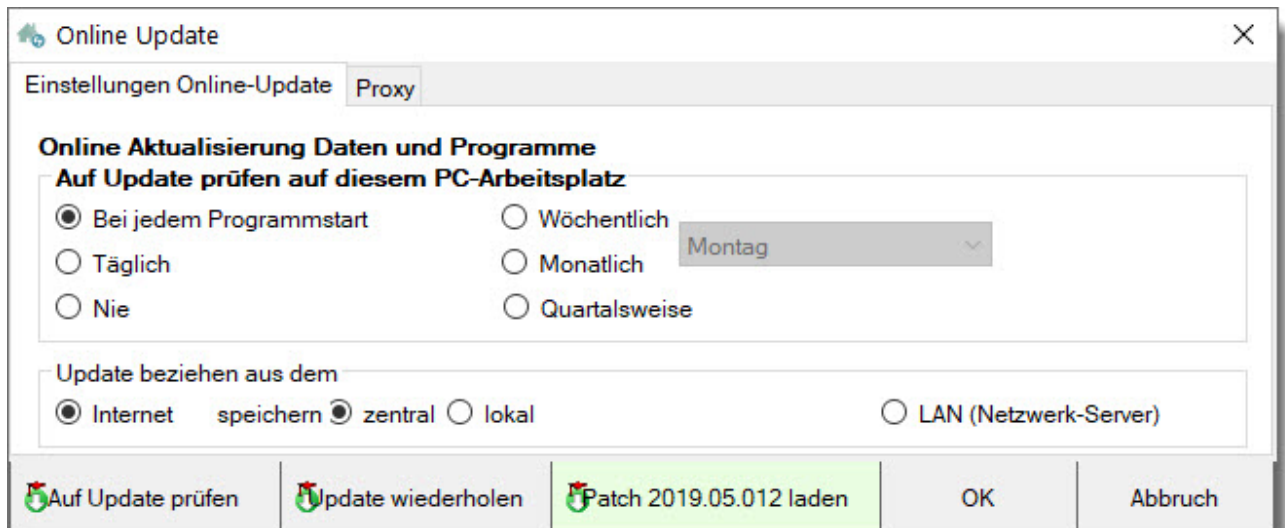 Online Update
Einstellungen Online-Update Proxy
Online Aktualisierung Daten und Programme
Auf Update prüfen auf diesem PC-Arbeitsplatz
Bei jedem Programmstart Wöchentlich
Montag
Täglich Monatlich
Nie Quartalsweise
Update beziehen aus dem
Internet speichern zentral lokal LAN (Netzwerk-Server)
Auf Update prüfen Update wiederholen Patch 2019.05.012 laden OK Abbruch